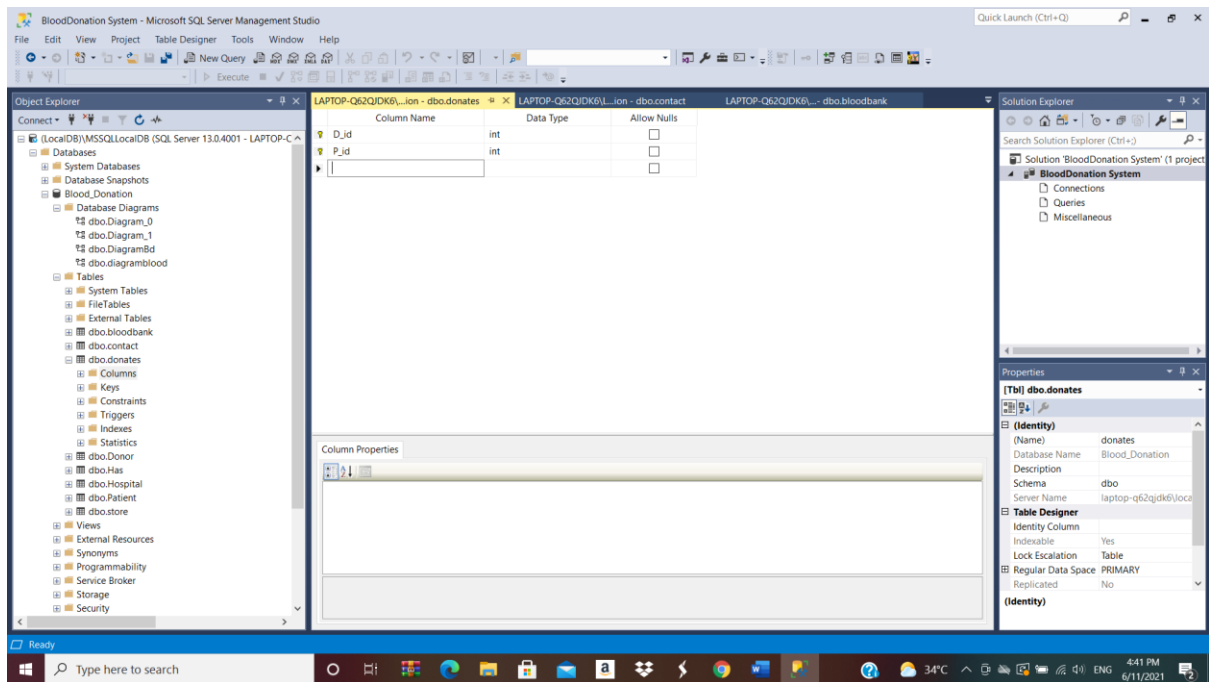 BloodDonation System - Microsoft SQL Server Management Studio
Quick Launch (Ctrl+Q)
File Edit View Project Table Designer Tools Window Help
New Query
Execute
Object Explorer
Connect
(LocalDB)\MSSQLLocalDB (SQL Server 13.0.4001 - LAPTOP-C
Databases
System Databases
Database Snapshots
Blood_Donation
Database Diagrams
dbo.Diagram_0
dbo.Diagram_1
dbo.DiagramBd
dbo.diagramblood
Tables
System Tables
FileTables
External Tables
dbo.bloodbank
dbo.contact
dbo.donates
Columns
Keys
Constraints
Triggers
Indexes
Statistics
dbo.Donor
dbo.Has
dbo.Hospital
dbo.Patient
dbo.store
Views
External Resources
Synonyms
Programmability
Service Broker
Storage
Security
LAPTOP-Q62QJDK6\...ion - dbo.donates LAPTOP-Q62QJDK6\L...ion - dbo.contact LAPTOP-Q62QJDK6\...- dbo.bloodbank
Column Name Data Type Allow Nulls
D_id int
P_id int
Column Properties
Solution Explorer
Search Solution Explorer (Ctrl+;)
Solution 'BloodDonation System' (1 project
BloodDonation System
Connections
Queries
Miscellaneous
Properties
[Tbl] dbo.donates
(Identity)
(Name) donates
Database Name Blood_Donation
Description
Schema dbo
Server Name laptop-q62qjdk6\loca
Table Designer
Identity Column
Indexable Yes
Lock Escalation Table
Regular Data Space PRIMARY
Replicated No
(Identity)
Ready
Type here to search
34°C ENG 4:41 PM
6/11/2021